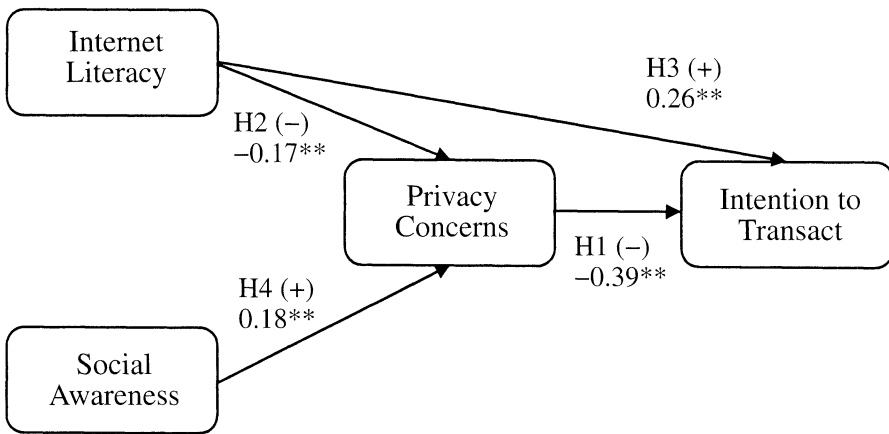 Internet
Literacy
H3 (+)
0.26**
H2 (−)
−0.17**
Privacy
Concerns
Intention to
Transact
H1 (−)
−0.39**
H4 (+)
0.18**
Social
Awareness